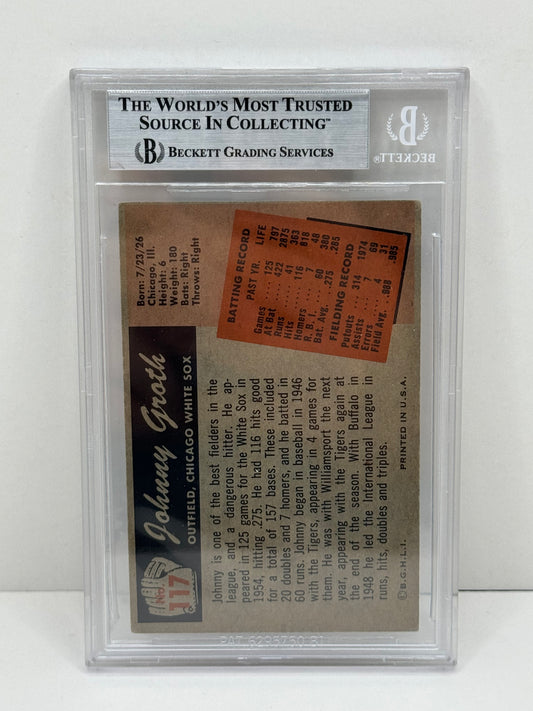 THE WORLD'S MOST TRUSTED
SOURCE IN COLLECTING™
B BECKETT GRADING SERVICES
B
BECKETT™
NO.
117
Johnny Groth
OUTFIELD, CHICAGO WHITE SOX
Born: 7/23/26
Chicago, Ill.
Height: 6
Weight: 180
Bats: Right
Throws: Right
BATTING RECORD
PAST YR. LIFE
Games 125 797
At Bat 422 2875
Runs 41 363
Hits 116 818
Homers 7 48
R. B. I. 60 380
Bat. Avg. .275 .285
FIELDING RECORD
Putouts 314 1974
Assists 7 69
Errors 4 31
Field Avg. .988 .985
Johnny is one of the best fielders in the
league, and a dangerous hitter. He ap-
peared in 125 games for the White Sox in
1954, hitting .275. He had 116 hits good
for a total of 157 bases. These included
20 doubles and 7 homers, and he batted in
60 runs. Johnny began in baseball in 1946
with the Tigers, appearing in 4 games for
them. He was with Williamsport the next
year, appearing with the Tigers again at
the end of the season. With Buffalo in
1948 he led the International League in
runs, hits, doubles and triples.
© B.G.H.L.I. PRINTED IN U.S.A.